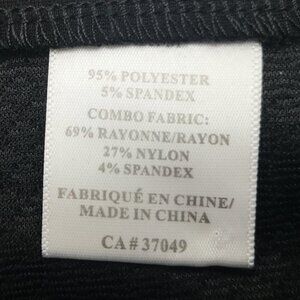 95% POLYESTER
5% SPANDEX
COMBO FABRIC:
69% RAYONNE/RAYON
27% NYLON
4% SPANDEX
FABRIQUÉ EN CHINE/
MADE IN CHINA
CA # 37049